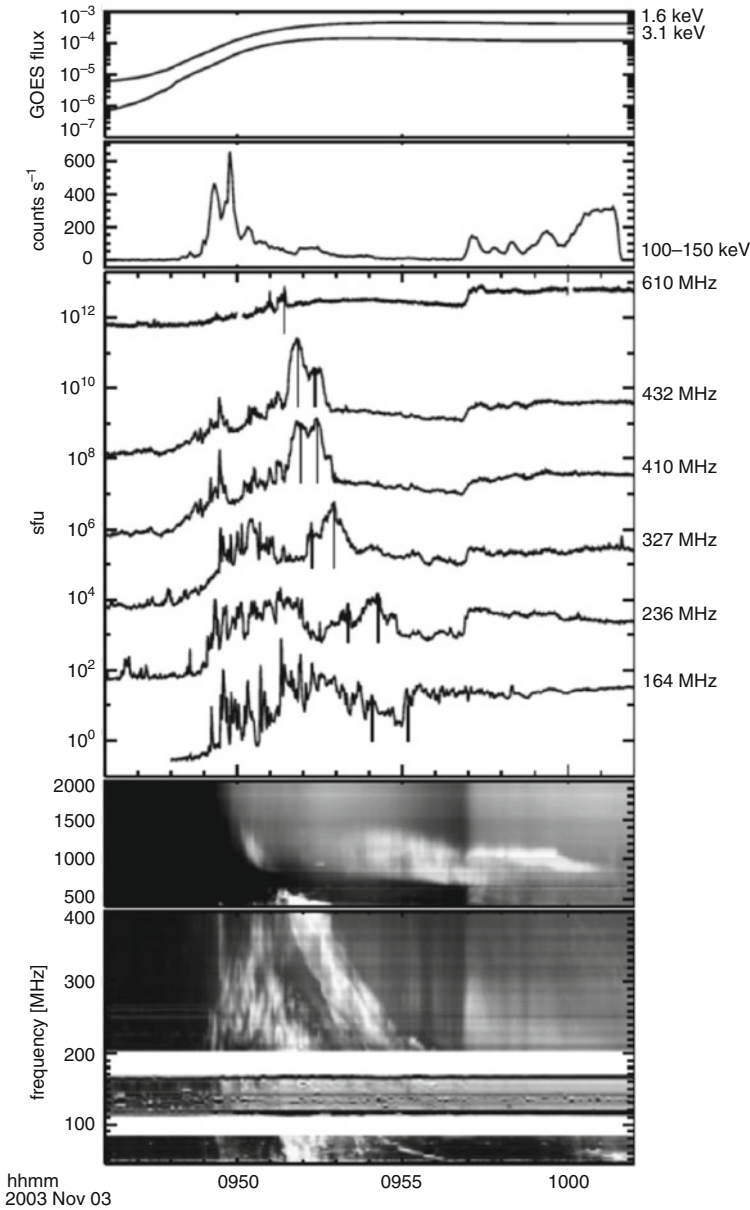 10⁻³
10⁻⁴
10⁻⁵
10⁻⁶
10⁻⁷
GOES flux
1.6 keV
3.1 keV
600
400
200
0
counts s⁻¹
100–150 keV
10¹²
10¹⁰
10⁸
10⁶
10⁴
10²
10⁰
sfu
610 MHz
432 MHz
410 MHz
327 MHz
236 MHz
164 MHz
2000
1500
1000
500
400
300
200
100
frequency [MHz]
hhmm
0950
0955
1000
2003 Nov 03